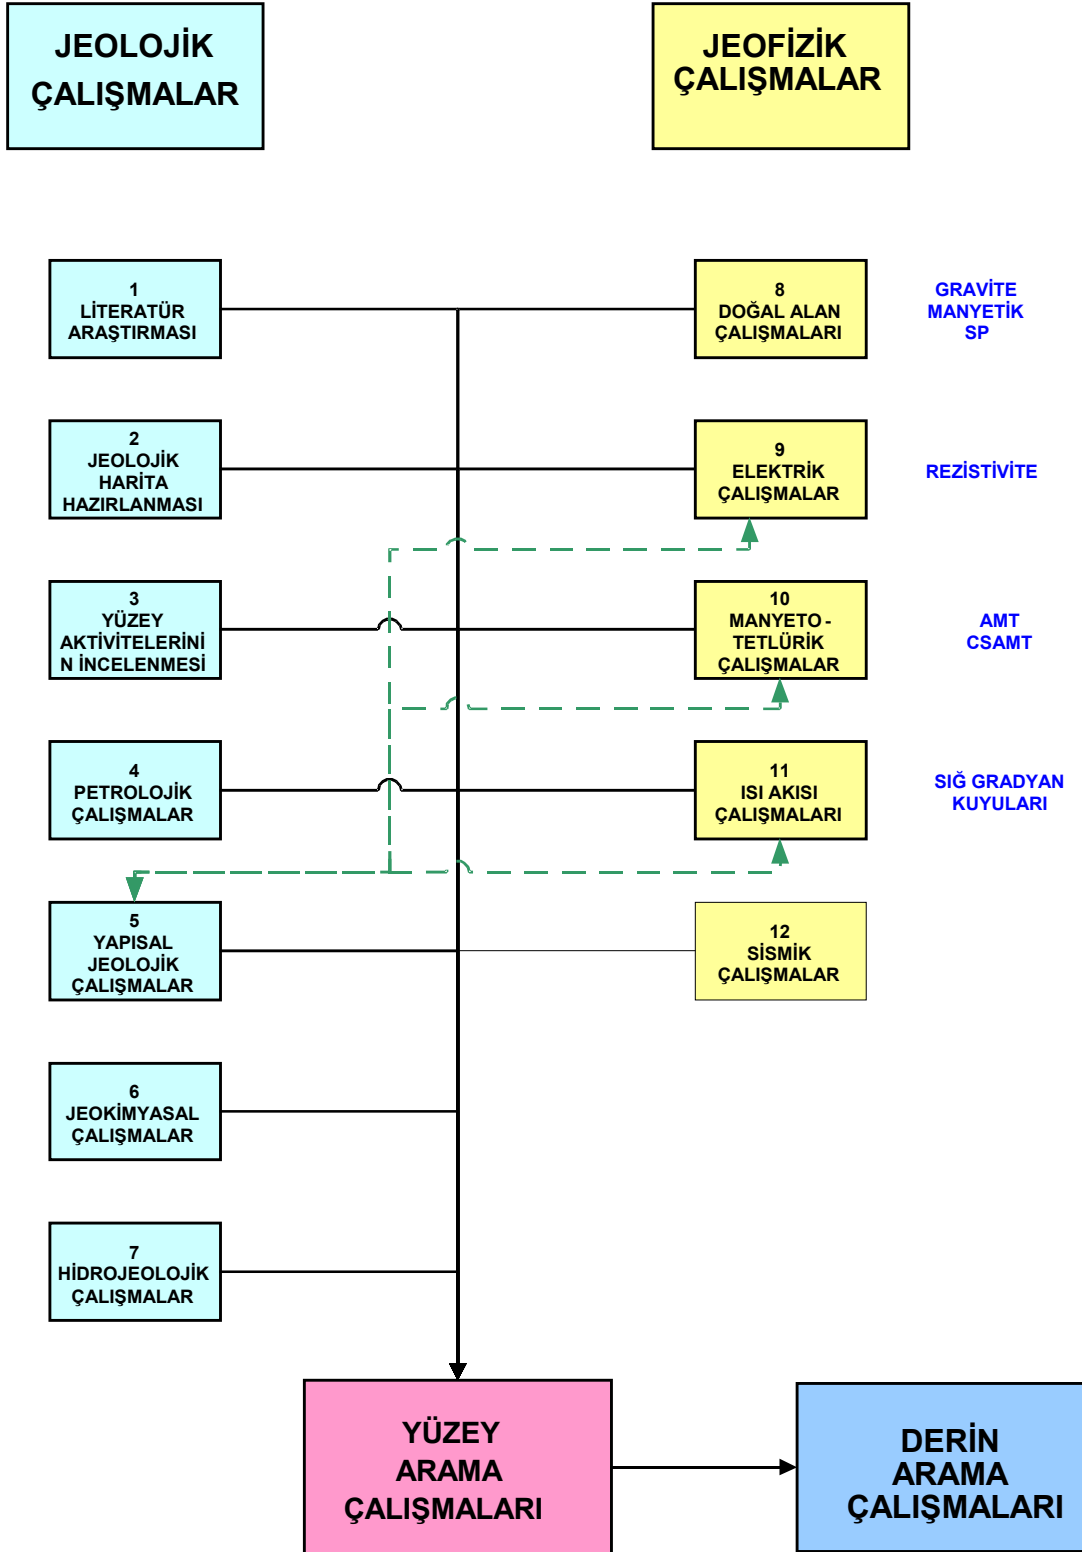 JEOLOJİK
ÇALIŞMALAR
JEOFİZİK
ÇALIŞMALAR
1
LİTERATÜR
ARAŞTIRMASI
8
DOĞAL ALAN
ÇALIŞMALARI
GRAVİTE
MANYETİK
SP
2
JEOLOJİK
HARİTA
HAZIRLANMASI
9
ELEKTRİK
ÇALIŞMALAR
REZİSTİVİTE
3
YÜZEY
AKTİVİTELERİNİ
N İNCELENMESİ
10
MANYETO -
TETLÜRİK
ÇALIŞMALAR
AMT
CSAMT
4
PETROLOJİK
ÇALIŞMALAR
11
ISI AKISI
ÇALIŞMALARI
SIĞ GRADYAN
KUYULARI
5
YAPISAL
JEOLOJİK
ÇALIŞMALAR
12
SİSMİK
ÇALIŞMALAR
6
JEOKİMYASAL
ÇALIŞMALAR
7
HİDROJEOLOJİK
ÇALIŞMALAR
YÜZEY
ARAMA
ÇALIŞMALARI
DERİN
ARAMA
ÇALIŞMALARI